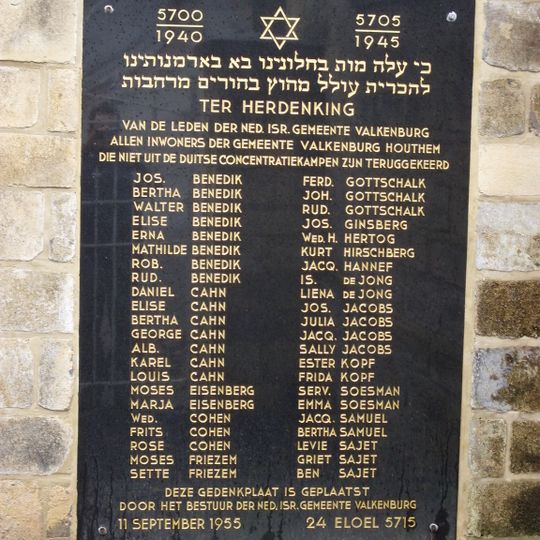 5700 5705
1940 1945
כי עלה מות בחלונינו בא בארמנותינו
להכרית עולל מחוץ בחורים מרחבות
TER HERDENKING
VAN DE LEDEN DER NED. ISR. GEMEENTE VALKENBURG
ALLEN INWONERS DER GEMEENTE VALKENBURG HOUTHEM
DIE NIET UIT DE DUITSE CONCENTRATIEKAMPEN ZIJN TERUGGEKEERD
JOS. BENEDIK
BERTHA BENEDIK
WALTER BENEDIK
ELISE BENEDIK
ERNA BENEDIK
MATHILDE BENEDIK
ROB. BENEDIK
RUD. BENEDIK
DANIEL CAHN
ELISE CAHN
BERTHA CAHN
GEORGE CAHN
ALB. CAHN
KAREL CAHN
LOUIS CAHN
MOSES EISENBERG
MARJA EISENBERG
WED. COHEN
FRITS COHEN
ROSE COHEN
MOSES FRIEZEM
SETTE FRIEZEM
FERD. GOTTSCHALK
JOH. GOTTSCHALK
RUD. GOTTSCHALK
JOS. GINSBERG
WED. H. HERTOG
KURT HIRSCHBERG
JACQ. HANNEF
IS. DE JONG
LIENA DE JONG
JOS. JACOBS
JULIA JACOBS
JACQ. JACOBS
SALLY JACOBS
ESTER KOPF
FRIDA KOPF
SERV. SOESMAN
EMMA SOESMAN
JACQ. SAMUEL
BERTHA SAMUEL
LEVIE SAJET
GRIET SAJET
BEN SAJET
DEZE GEDENKPLAAT IS GEPLAATST
DOOR HET BESTUUR DER NED. ISR. GEMEENTE VALKENBURG
11 SEPTEMBER 1955 24 ELOEL 5715